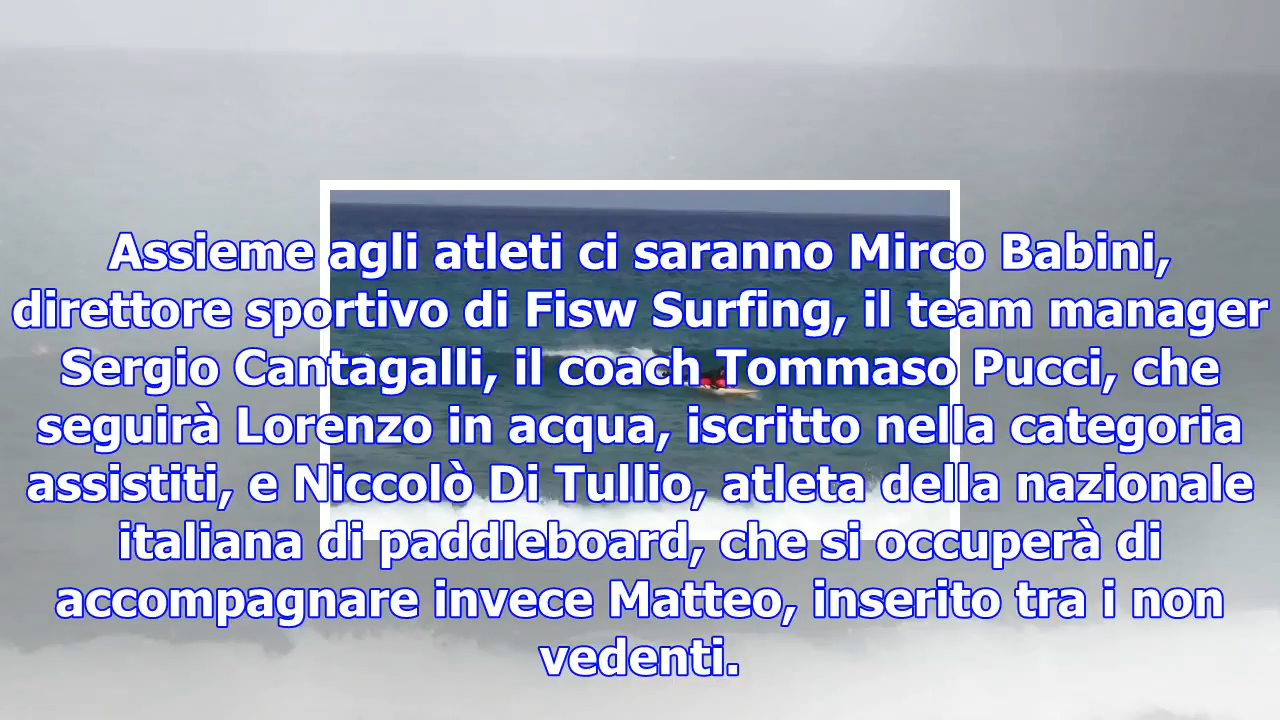 Assieme agli atleti ci saranno Mirco Babini,
direttore sportivo di Fisw Surfing, il team manager
Sergio Cantagalli, il coach Tommaso Pucci, che
seguirà Lorenzo in acqua, iscritto nella categoria
assistiti, e Niccolò Di Tullio, atleta della nazionale
italiana di paddleboard, che si occuperà di
accompagnare invece Matteo, inserito tra i non
vedenti.